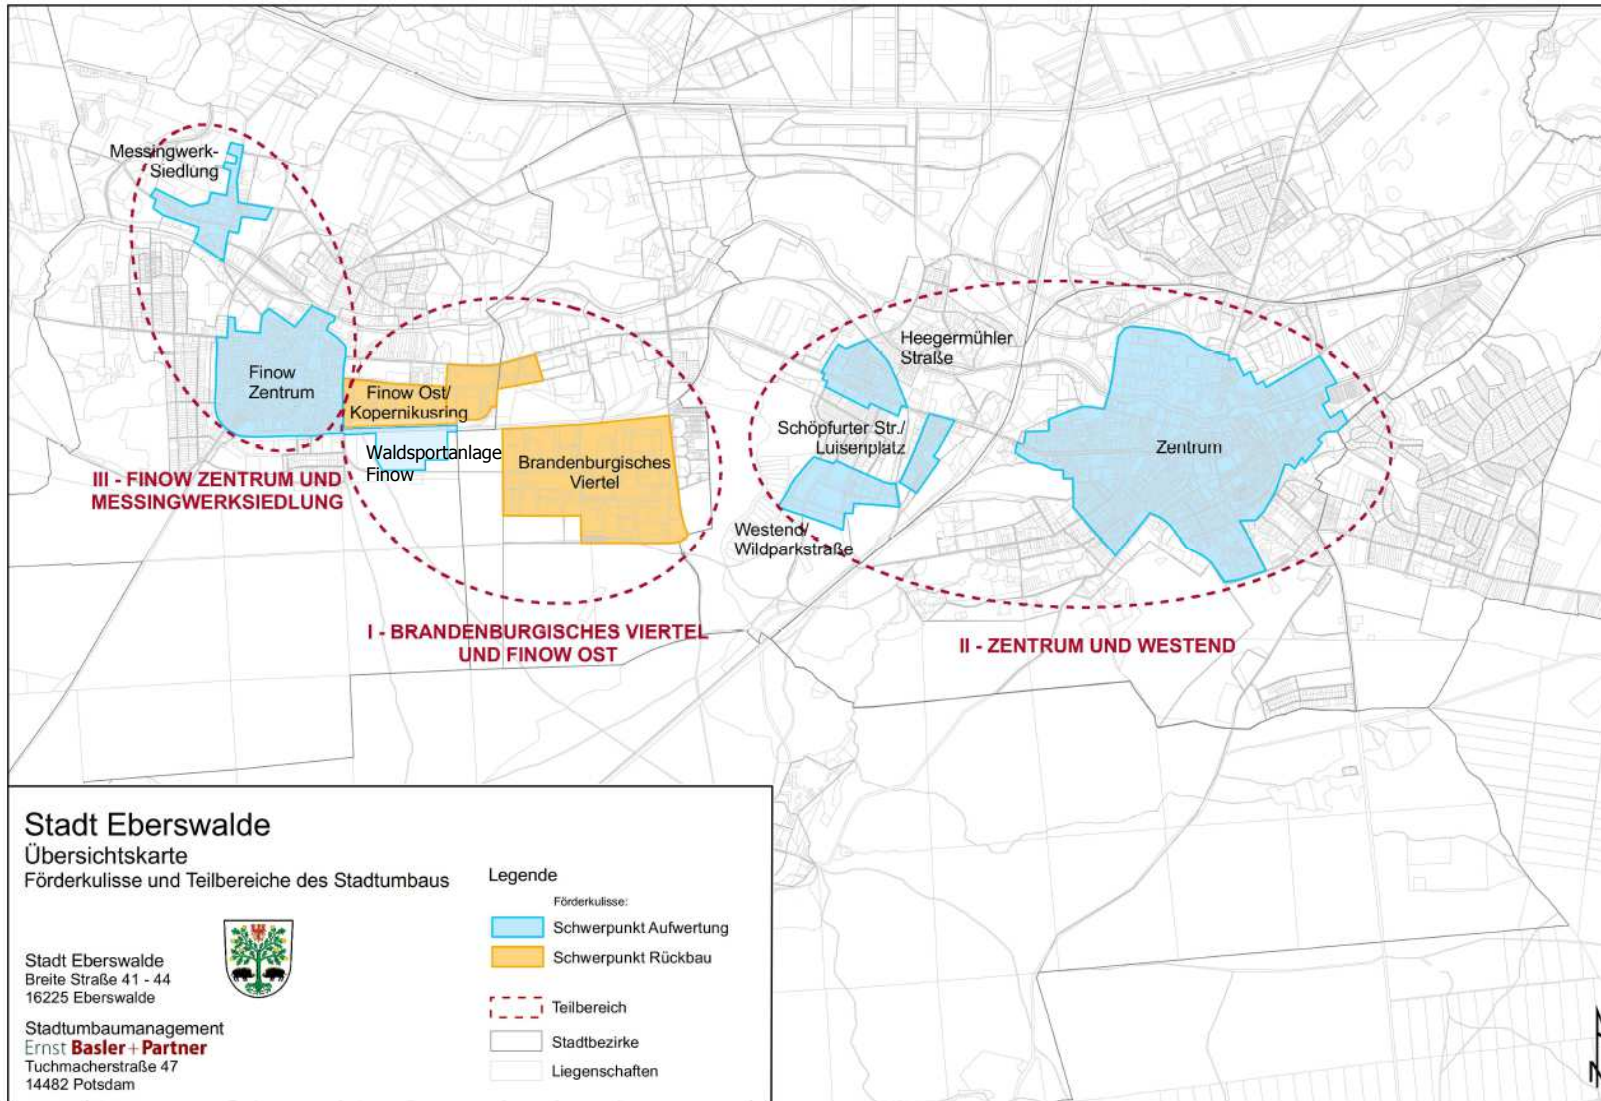 Messingwerk-
Siedlung
Heegermühler
Straße
Finow
Zentrum
Finow Ost/
Kopernikusring
Schöpfurter Str./
Luisenplatz
Zentrum
Waldsportanlage
Finow
Brandenburgisches
Viertel
III - FINOW ZENTRUM UND
MESSINGWERKSIEDLUNG
Westend/
Wildparkstraße
I - BRANDENBURGISCHES VIERTEL
UND FINOW OST
II - ZENTRUM UND WESTEND
Stadt Eberswalde
Übersichtskarte
Förderkulisse und Teilbereiche des Stadtumbaus
Stadt Eberswalde
Breite Straße 41 - 44
16225 Eberswalde
Stadtumbaumanagement
Ernst Basler + Partner
Tuchmacherstraße 47
14482 Potsdam
Legende
Förderkulisse:
Schwerpunkt Aufwertung
Schwerpunkt Rückbau
Teilbereich
Stadtbezirke
Liegenschaften
N